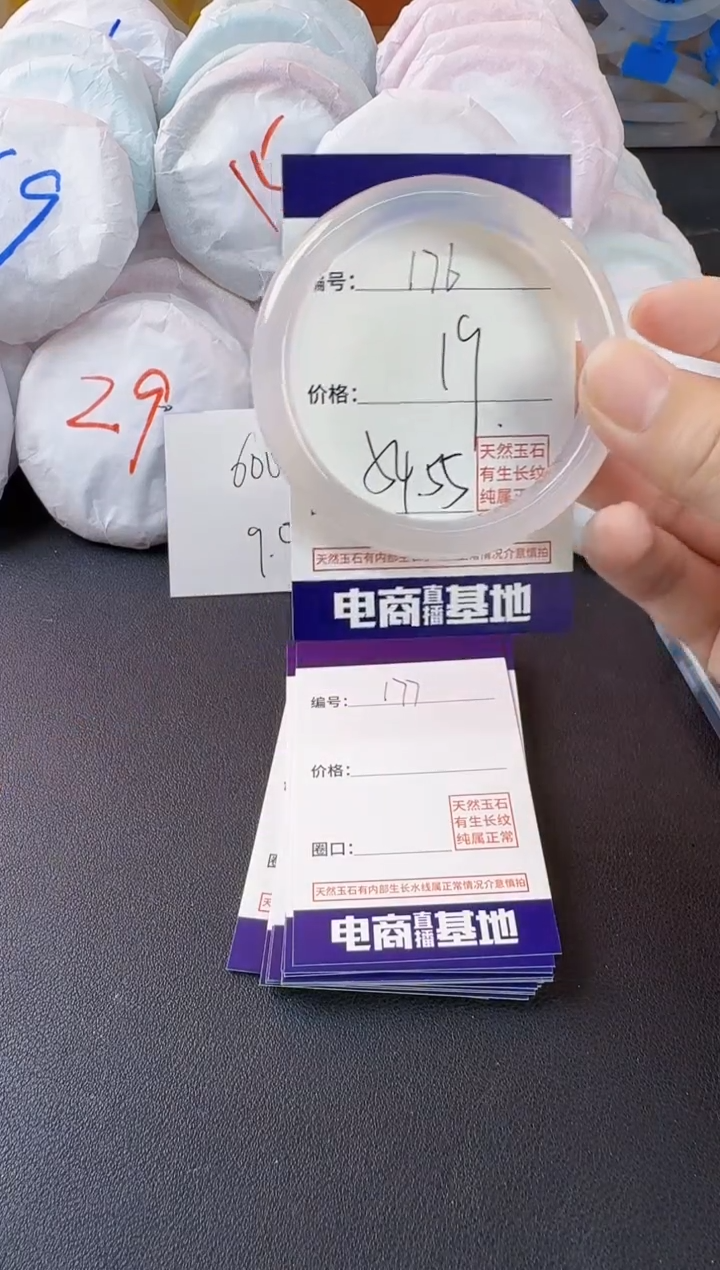 9
15
29
编号: 176
价格: 19.
54.55
天然玉石
有生长纹
纯属正
600
9.9
天然玉石有内部生 情况介意慎拍
电商直播基地
编号: 177
价格:
天然玉石
有生长纹
纯属正常
圈口:
天然玉石有内部生长水线属正常情况介意慎拍
电商直播基地